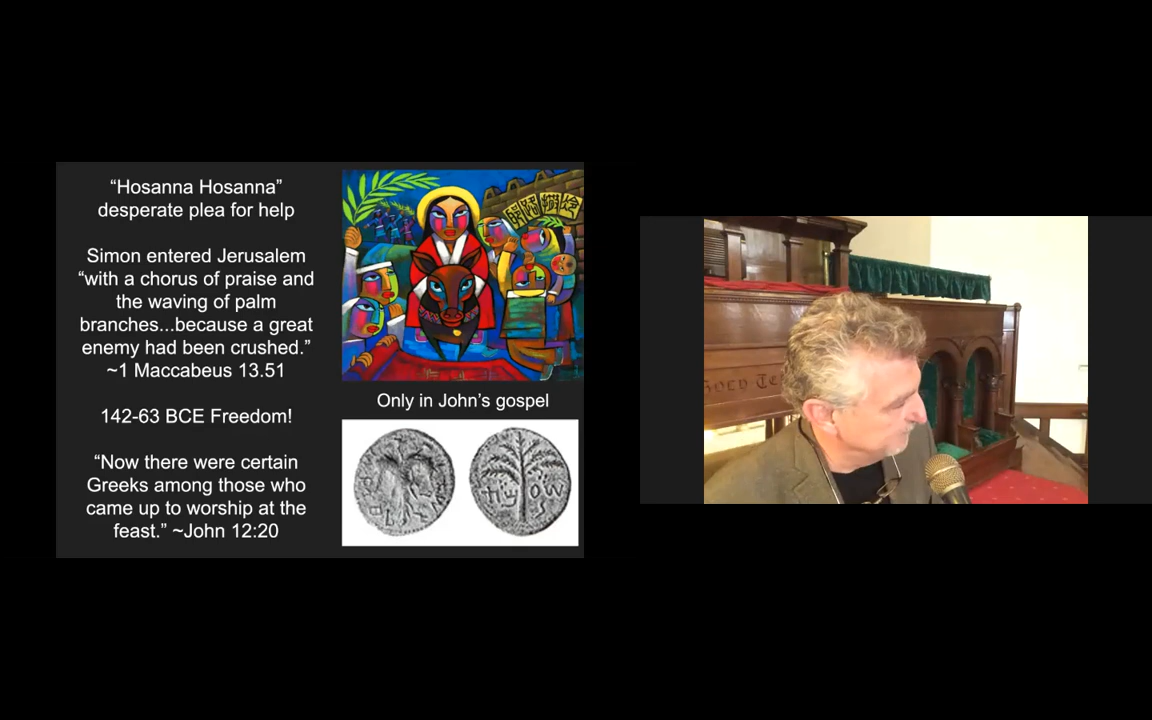 “Hosanna Hosanna”
desperate plea for help
Simon entered Jerusalem
“with a chorus of praise and
the waving of palm
branches...because a great
enemy had been crushed.”
~1 Maccabeus 13.51
142-63 BCE Freedom!
“Now there were certain
Greeks among those who
came up to worship at the
feast.” ~John 12:20
Only in John’s gospel
HOLY